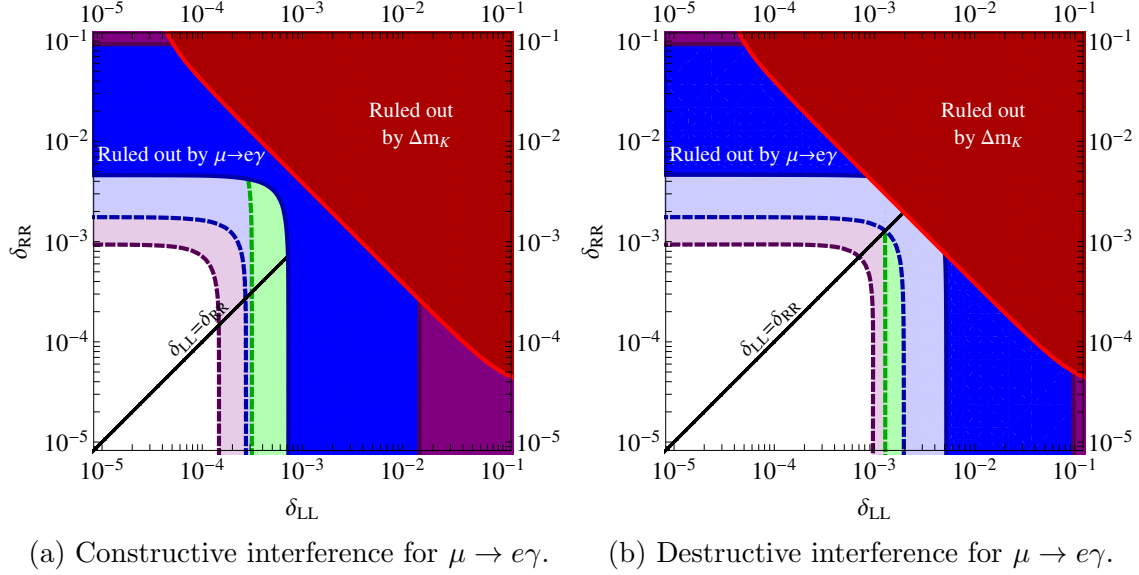 10⁻⁵ 10⁻⁴ 10⁻³ 10⁻² 10⁻¹
10⁻¹
10⁻²
10⁻³
10⁻⁴
10⁻⁵
δRR
Ruled out
by ΔmK
Ruled out by μ→eγ
δLL=δRR
10⁻¹
10⁻²
10⁻³
10⁻⁴
10⁻⁵
10⁻⁵ 10⁻⁴ 10⁻³ 10⁻² 10⁻¹
δLL
(a) Constructive interference for μ → eγ.
10⁻⁵ 10⁻⁴ 10⁻³ 10⁻² 10⁻¹
10⁻¹
10⁻²
10⁻³
10⁻⁴
10⁻⁵
δRR
Ruled out
by ΔmK
Ruled out by μ→eγ
δLL=δRR
10⁻¹
10⁻²
10⁻³
10⁻⁴
10⁻⁵
10⁻⁵ 10⁻⁴ 10⁻³ 10⁻² 10⁻¹
δLL
(b) Destructive interference for μ → eγ.